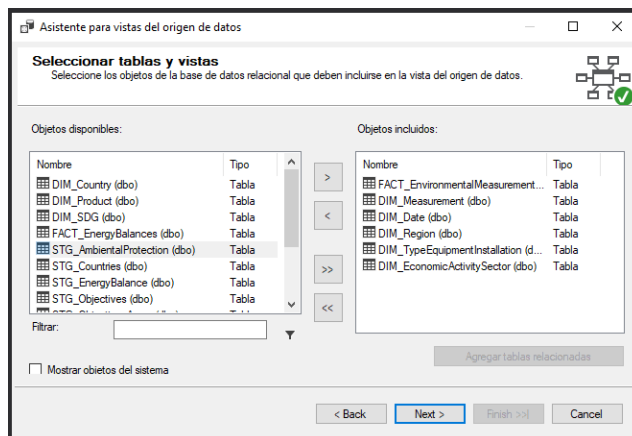 Asistente para vistas del origen de datos
Seleccionar tablas y vistas
Seleccione los objetos de la base de datos relacional que deben incluirse en la vista del origen de datos.
Objetos disponibles:
Nombre Tipo
DIM_Country (dbo) Tabla
DIM_Product (dbo) Tabla
DIM_SDG (dbo) Tabla
FACT_EnergyBalances (dbo) Tabla
STG_AmbientalProtection (dbo) Tabla
STG_Countries (dbo) Tabla
STG_EnergyBalance (dbo) Tabla
STG_Objectives (dbo) Tabla
Filtrar:
Mostrar objetos del sistema
>
<
>>
<<
Objetos incluidos:
Nombre Tipo
FACT_EnvironmentalMeasurement... Tabla
DIM_Measurement (dbo) Tabla
DIM_Date (dbo) Tabla
DIM_Region (dbo) Tabla
DIM_TypeEquipmentInstallation (d... Tabla
DIM_EconomicActivitySector (dbo) Tabla
Agregar tablas relacionadas
< Back Next > Finish >>| Cancel